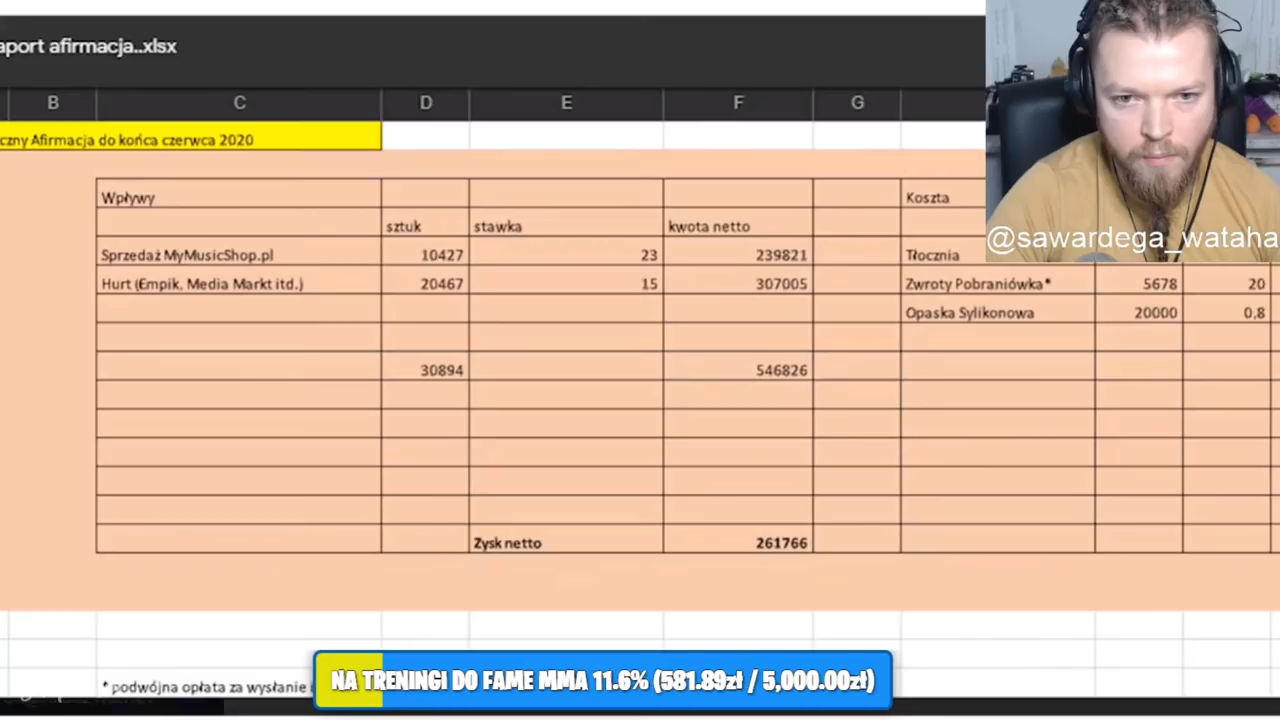 aport afirmacja..xlsx
B C D E F G
czny Afirmacja do końca czerwca 2020
Wpływy Koszta
sztuk stawka kwota netto
@sawardega_wataha
Sprzedaż MyMusicShop.pl 10427 23 239821 Tłocznia
Hurt (Empik, Media Markt itd.) 20467 15 307005 Zwroty Pobraniówka* 5678 20
Opaska Sylikonowa 20000 0,8
30894 546826
Zysk netto 261766
* podwójna opłata za wysłanie
NA TRENINGI DO FAME MMA 11.6% (581.89zł / 5,000.00zł)